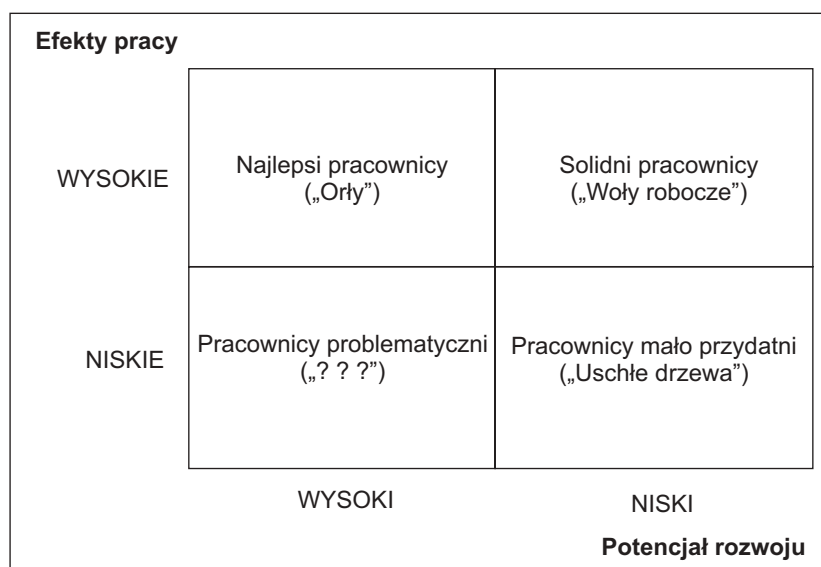 Efekty pracy
WYSOKIE
Najlepsi pracownicy
(„Orły”)
Solidni pracownicy
(„Woły robocze”)
NISKIE
Pracownicy problematyczni
(„? ? ?”)
Pracownicy mało przydatni
(„Uschłe drzewa”)
WYSOKI
NISKI
Potencjał rozwoju